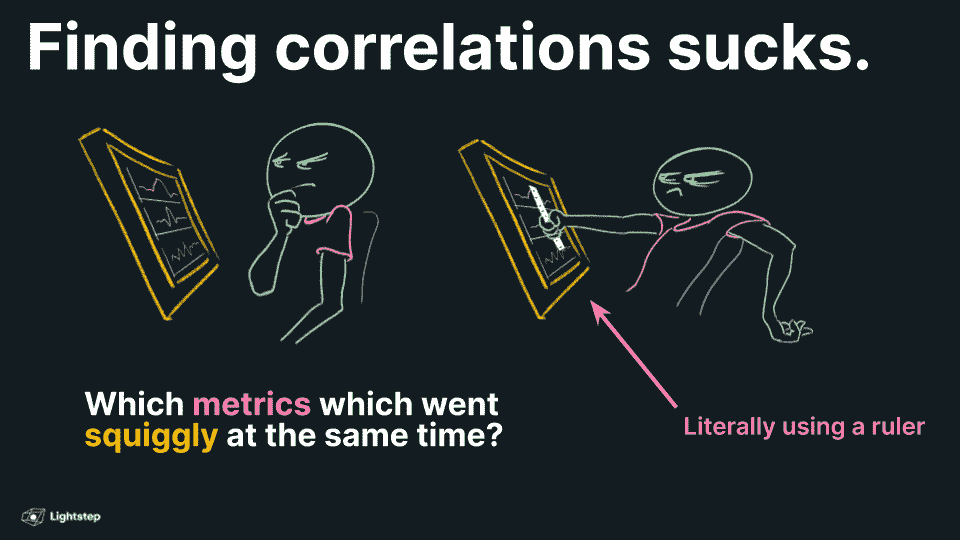 Finding correlations sucks.
Which metrics which went
squiggly at the same time?
Literally using a ruler
Lightstep